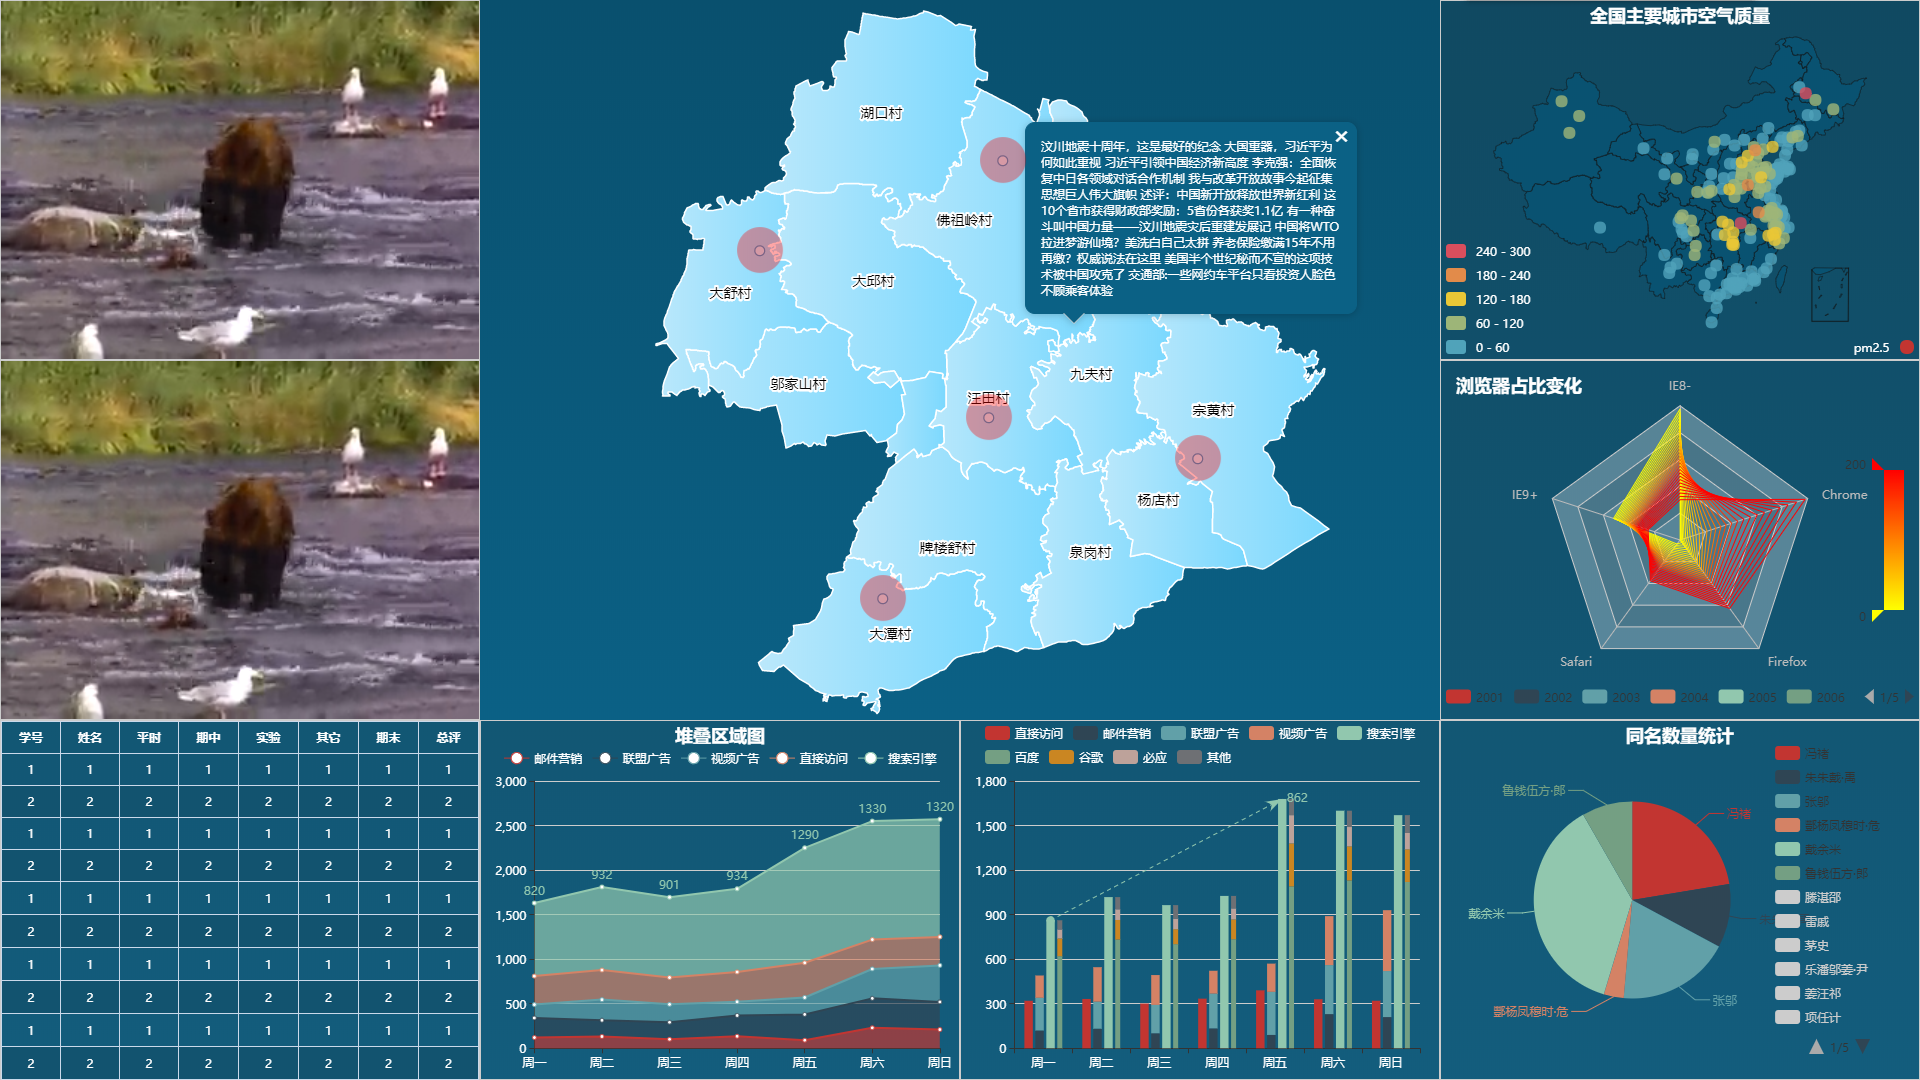 湖口村
佛祖岭村
大舒村
大邱村
邬家山村
汪田村
九夫村
宗黄村
杨店村
牌楼舒村
泉岗村
大潭村
×
汶川地震十周年，这是最好的纪念 大国重器，习近平为
何如此重视 习近平引领中国经济新高度 李克强：全面恢
复中日各领域对话合作机制 我与改革开放故事今起征集
思想巨人伟大旗帜 述评：中国新开放释放世界新红利 这
10个省市获得财政部奖励：5省份各获奖1.1亿 有一种奋
斗叫中国力量——汶川地震灾后重建发展记 中国将WTO
拉进梦游仙境？美洗白自己太拼 养老保险缴满15年不用
再缴？权威说法在这里 美国半个世纪秘而不宣的这项技
术被中国攻克了 交通部:一些网约车平台只看投资人脸色
不顾乘客体验
全国主要城市空气质量
240 - 300
180 - 240
120 - 180
60 - 120
0 - 60
pm2.5
浏览器占比变化
IE8-
IE9+
Chrome
Safari
Firefox
200
0
2001 2002 2003 2004 2005 2006 1/5
学号 姓名 平时 期中 实验 其它 期末 总评
1 1 1 1 1 1 1 1
2 2 2 2 2 2 2 2
1 1 1 1 1 1 1 1
2 2 2 2 2 2 2 2
1 1 1 1 1 1 1 1
2 2 2 2 2 2 2 2
1 1 1 1 1 1 1 1
2 2 2 2 2 2 2 2
1 1 1 1 1 1 1 1
2 2 2 2 2 2 2 2
堆叠区域图
邮件营销 联盟广告 视频广告 直接访问 搜索引擎
3,000
2,500
2,000
1,500
1,000
500
0
820 932 901 934 1290 1330 1320
周一 周二 周三 周四 周五 周六 周日
直接访问 邮件营销 联盟广告 视频广告 搜索引擎
百度 谷歌 必应 其他
1,800
1,500
1,200
900
600
300
0
862
周一 周二 周三 周四 周五 周六 周日
同名数量统计
鲁钱伍方·郎
冯褚
戴余米
张邬
酆杨凤穆时·危
冯褚
张邬
酆杨凤穆时·危
戴余米
鲁钱伍方·郎
滕湛邵
雷戚
茅史
乐潘邬姜·尹
姜汪祁
项任计
1/5